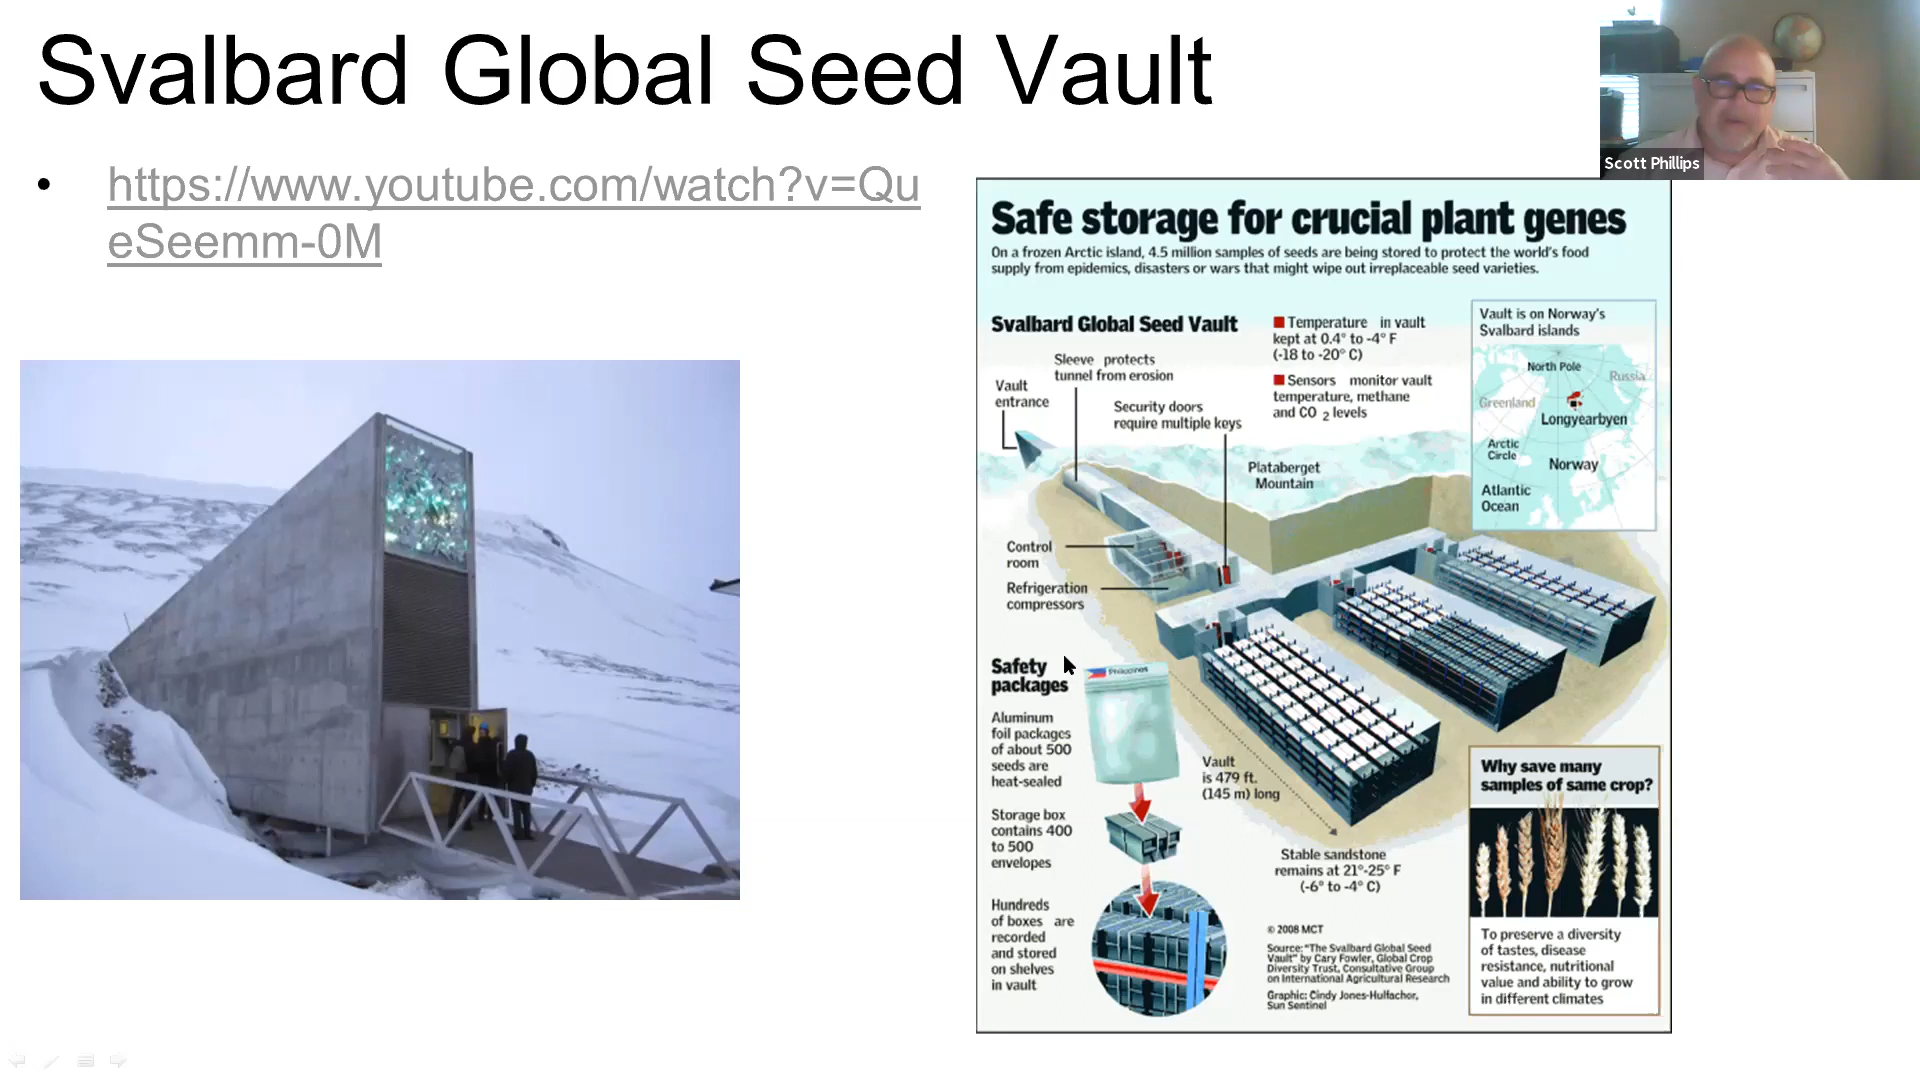 Svalbard Global Seed Vault
Scott Phillips
• https://www.youtube.com/watch?v=Qu
eSeemm-0M
Safe storage for crucial plant genes
On a frozen Arctic island, 4.5 million samples of seeds are being stored to protect the world's food
supply from epidemics, disasters or wars that might wipe out irreplaceable seed varieties.
Svalbard Global Seed Vault
Sleeve protects
tunnel from erosion
Vault
entrance
Security doors
require multiple keys
Temperature in vault
kept at 0.4° to -4° F
(-18 to -20° C)
Sensors monitor vault
temperature, methane
and CO 2 levels
Vault is on Norway's
Svalbard islands
North Pole
Russia
Greenland
Longyearbyen
Arctic
Circle
Norway
Atlantic
Ocean
Plataberget
Mountain
Control
room
Refrigeration
compressors
Safety
packages
Philippines
Aluminum
foil packages
of about 500
seeds are
heat-sealed
Storage box
contains 400
to 500
envelopes
Hundreds
of boxes are
recorded
and stored
on shelves
in vault
Vault
is 479 ft.
(145 m) long
Stable sandstone
remains at 21°-25° F
(-6° to -4° C)
© 2008 MCT
Source: "The Svalbard Global Seed
Vault" by Cary Fowler, Global Crop
Diversity Trust, Consultative Group
on International Agricultural Research
Graphic: Cindy Jones-Hulfachor,
Sun Sentinel
Why save many
samples of same crop?
To preserve a diversity
of tastes, disease
resistance, nutritional
value and ability to grow
in different climates